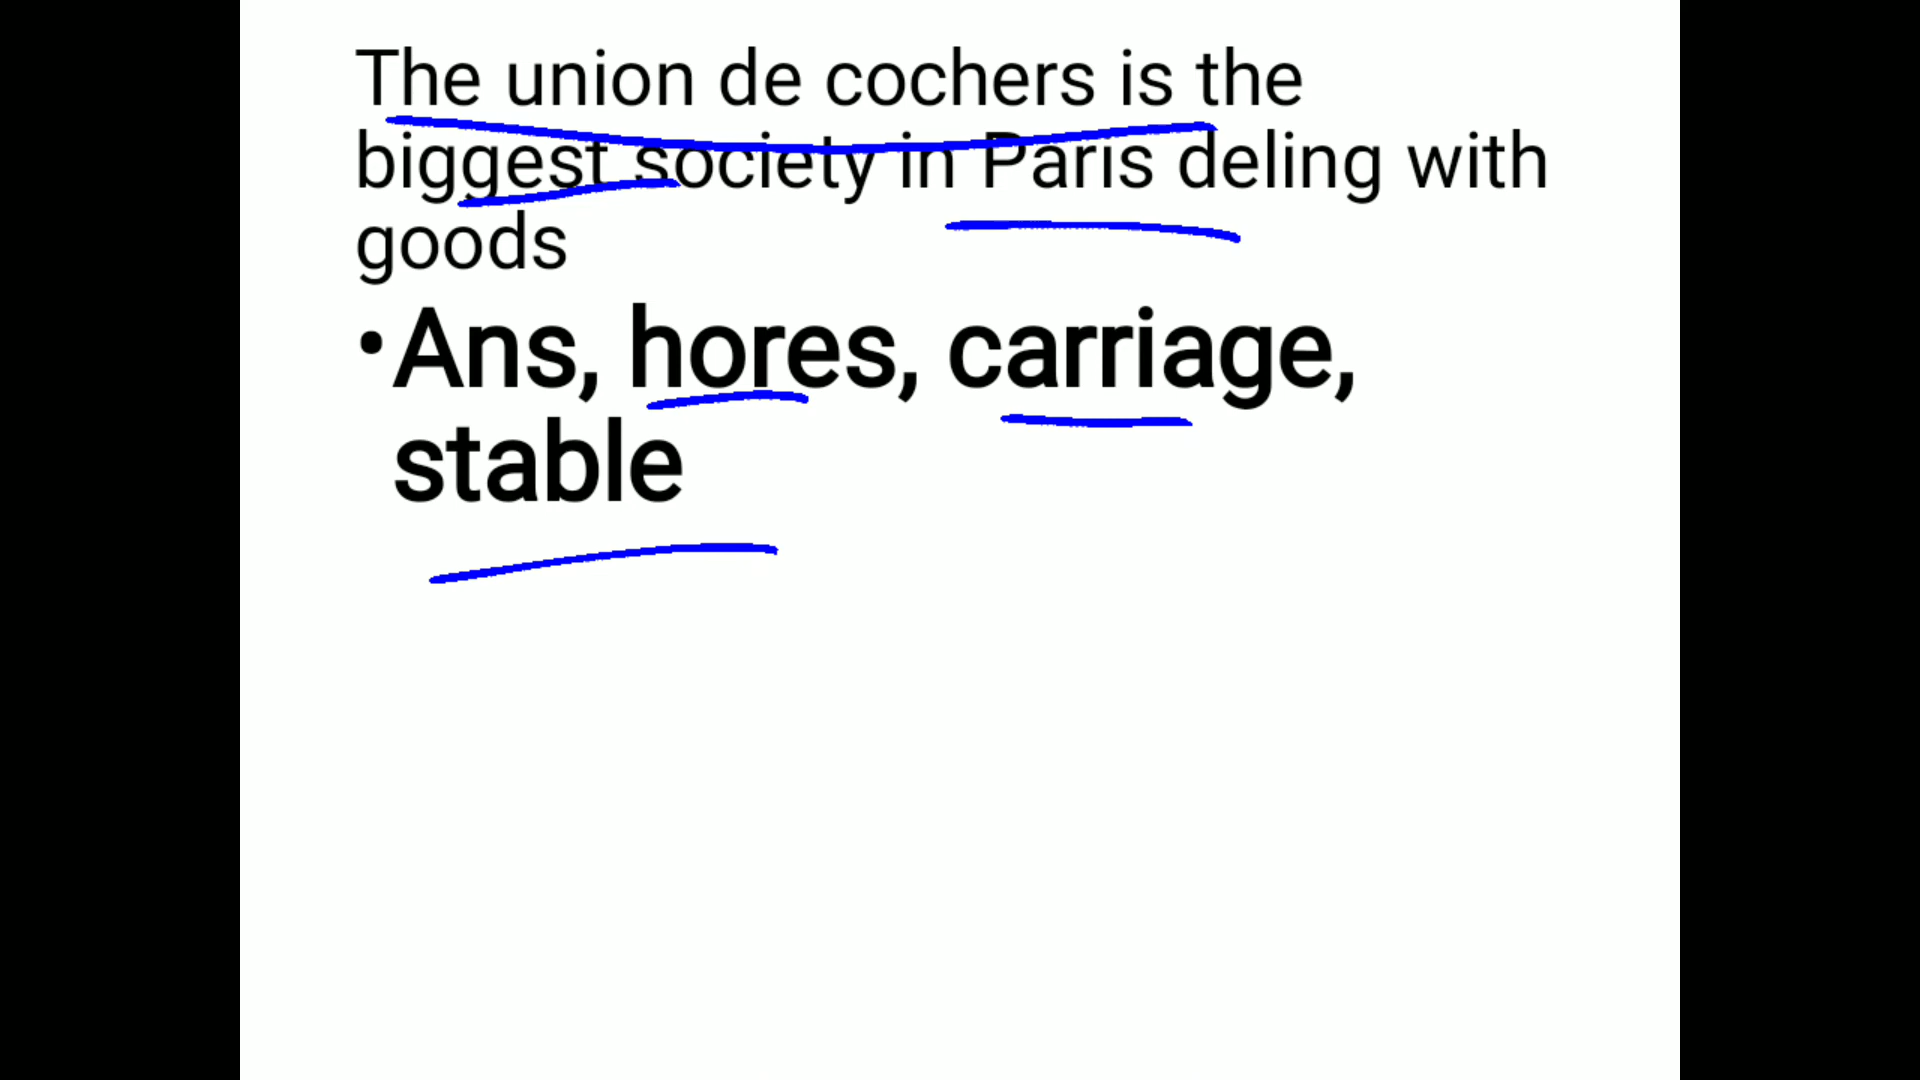 The union de cochers is the
biggest society in Paris deling with
goods
•Ans, hores, carriage,
stable